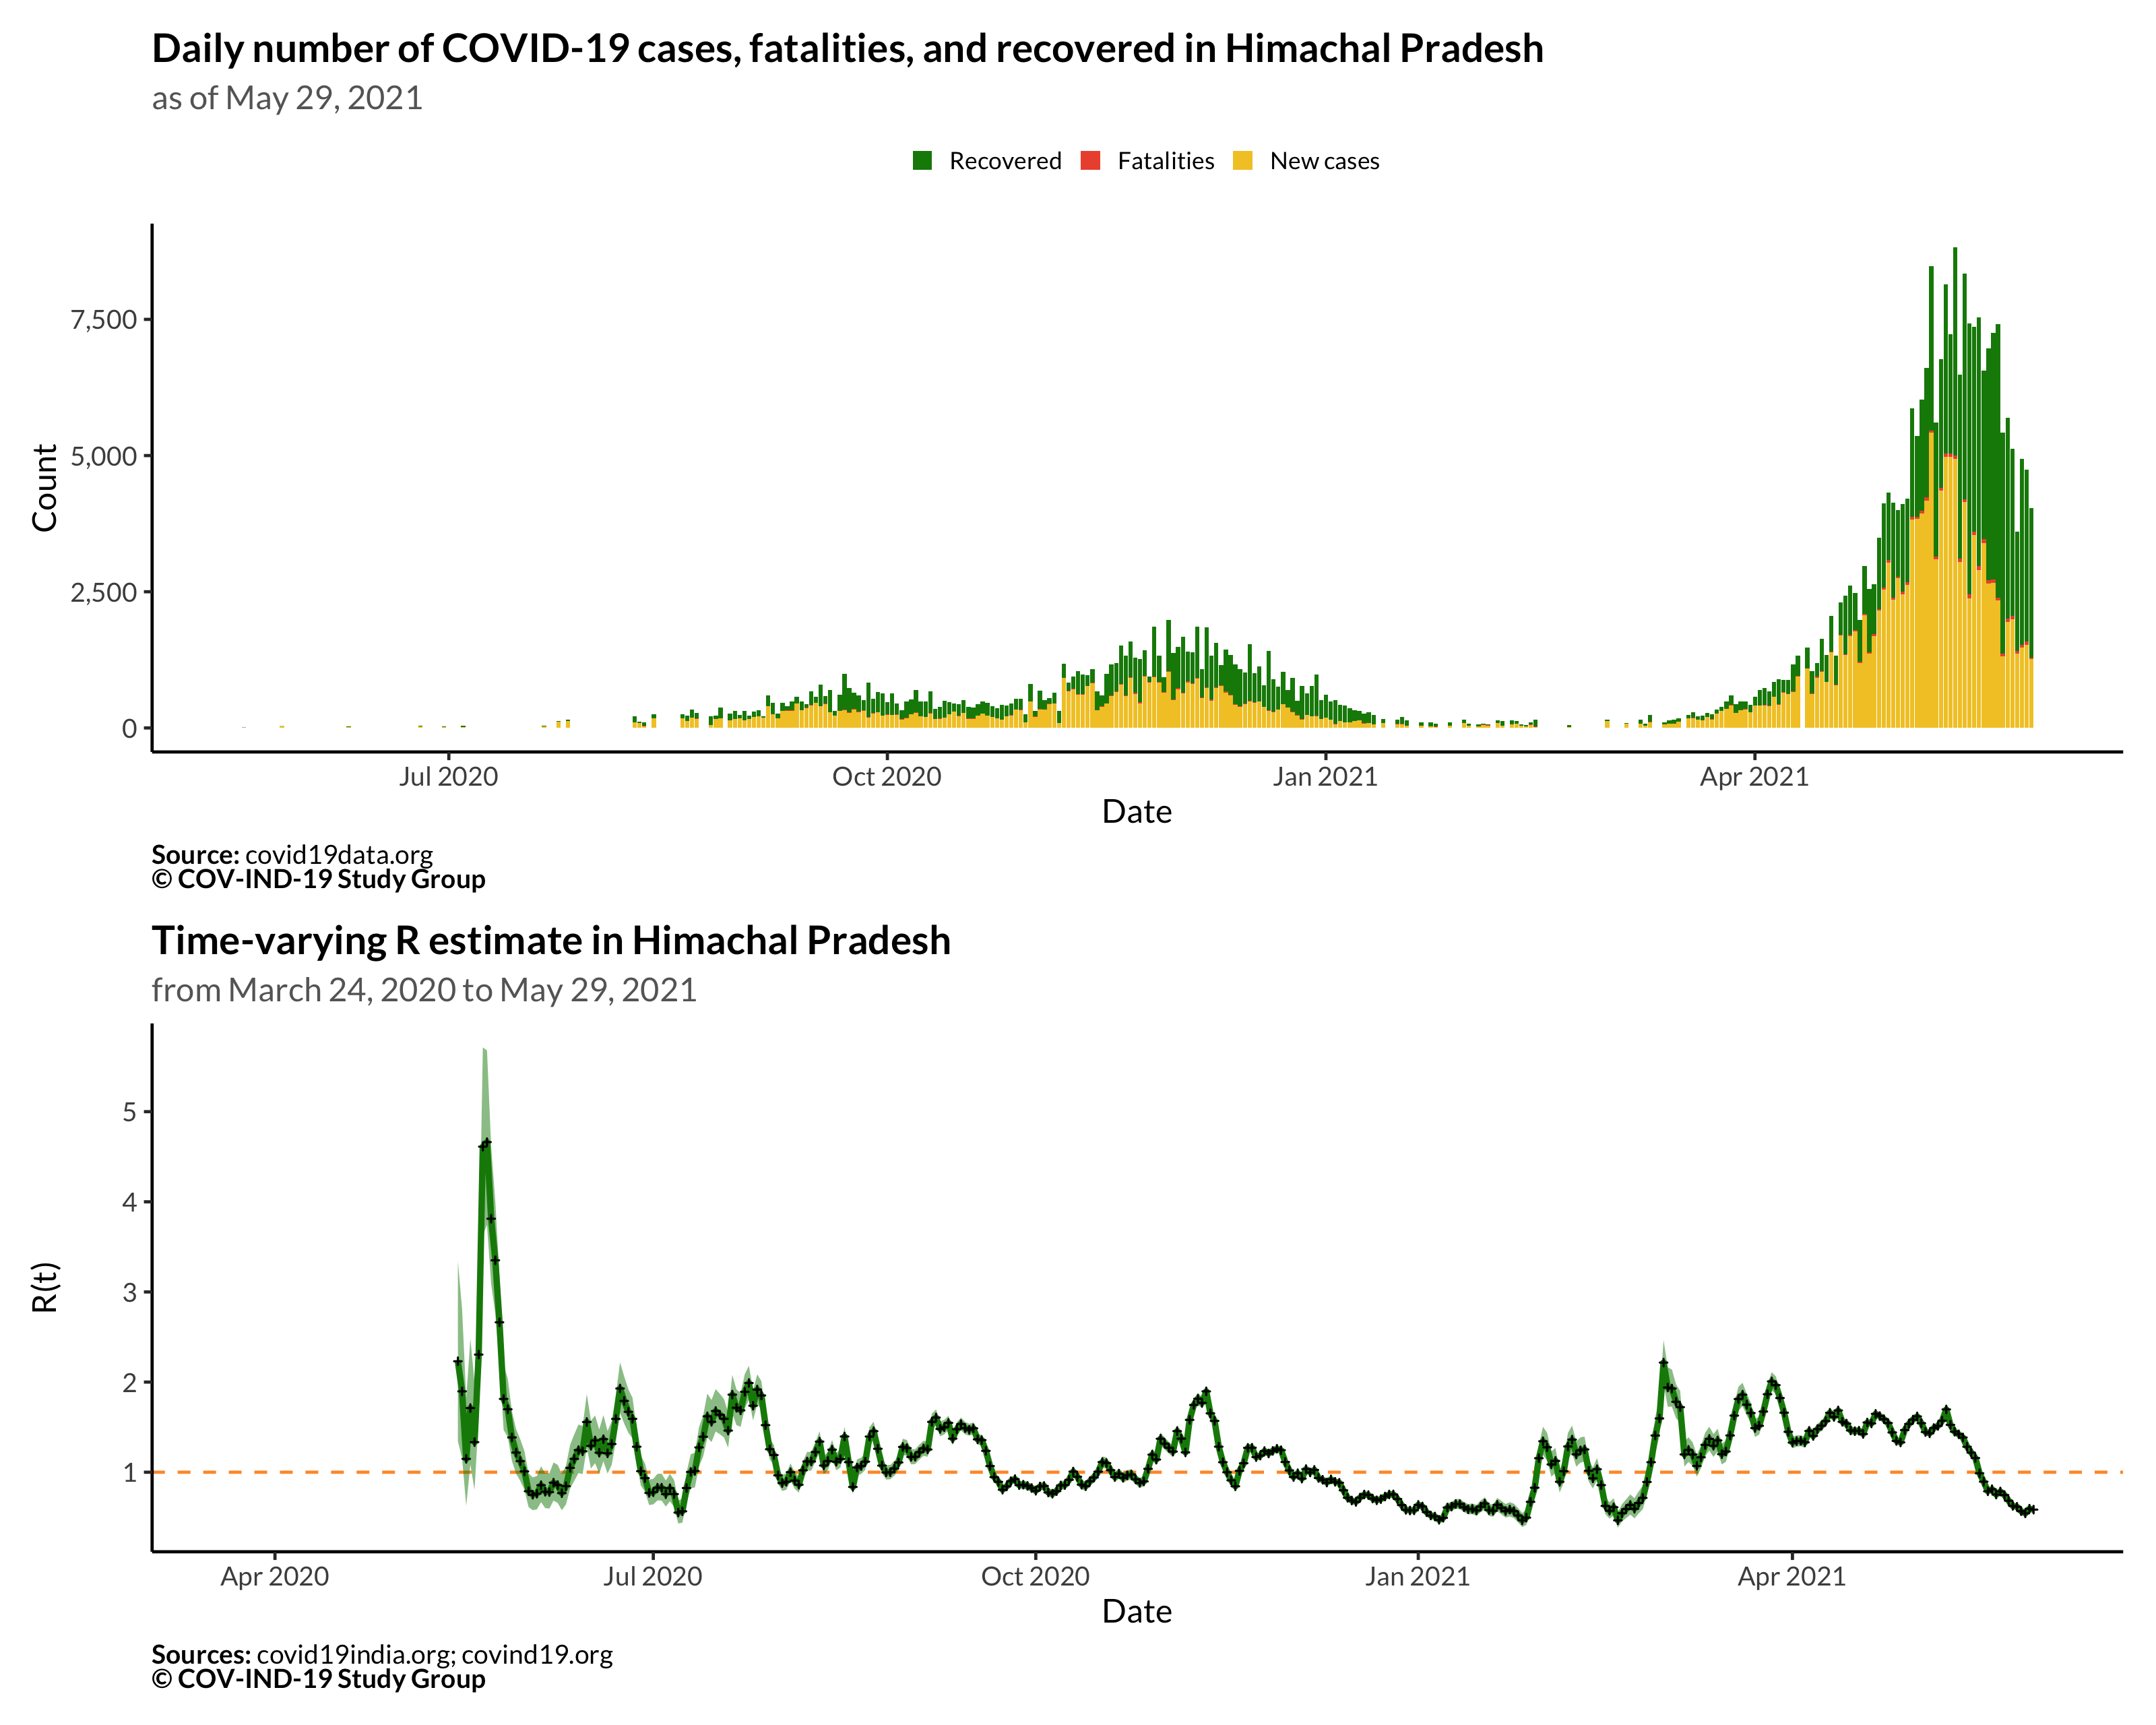 Daily number of COVID-19 cases, fatalities, and recovered in Himachal Pradesh
as of May 29, 2021
Recovered Fatalities New cases
Count
7,500
5,000
2,500
0
Jul 2020 Oct 2020 Jan 2021 Apr 2021
Date
Source: covid19data.org
© COV-IND-19 Study Group
Time-varying R estimate in Himachal Pradesh
from March 24, 2020 to May 29, 2021
R(t)
5
4
3
2
1
Apr 2020 Jul 2020 Oct 2020 Jan 2021 Apr 2021
Date
Sources: covid19india.org; covind19.org
© COV-IND-19 Study Group